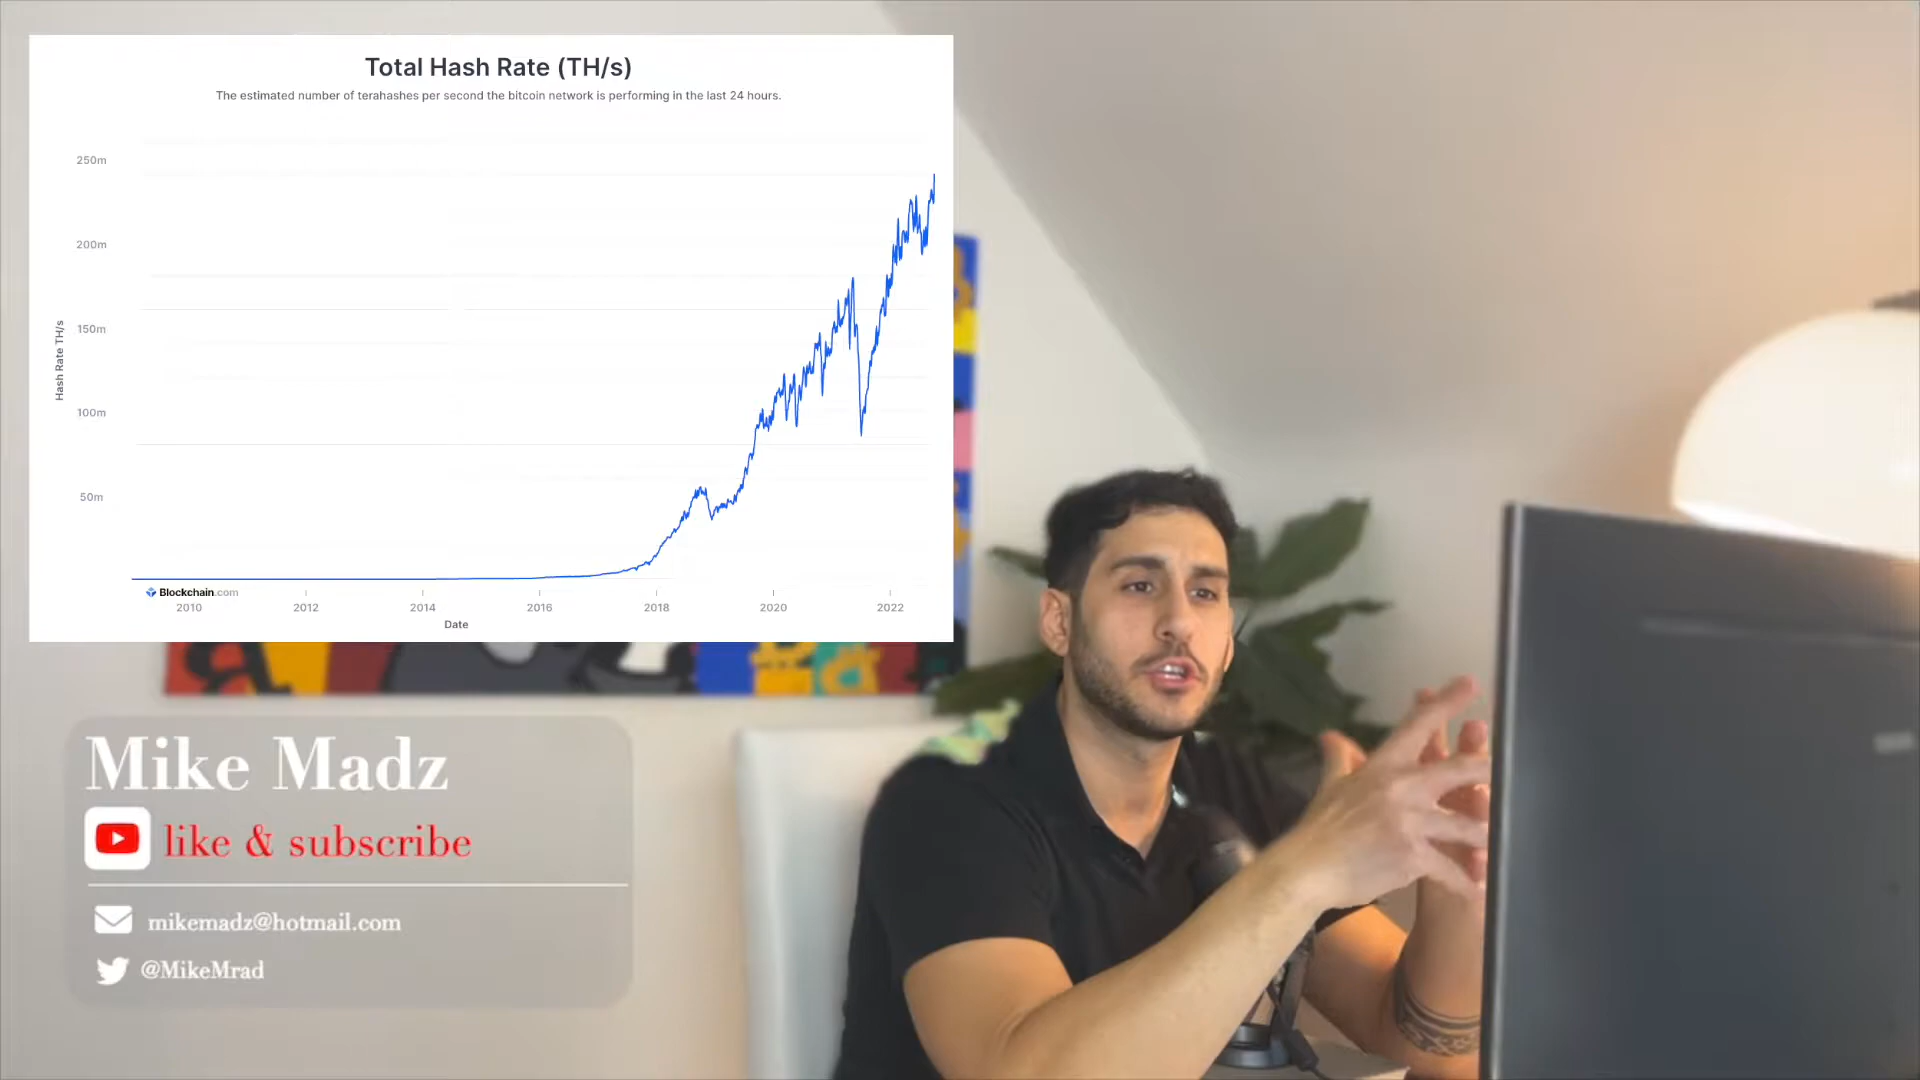 Total Hash Rate (TH/s)
The estimated number of terahashes per second the bitcoin network is performing in the last 24 hours.
250m
200m
150m
100m
50m
Hash Rate TH/s
Blockchain.com
2010 2012 2014 2016 2018 2020 2022
Date
Mike Madz
like & subscribe
mikemadz@hotmail.com
@MikeMrad